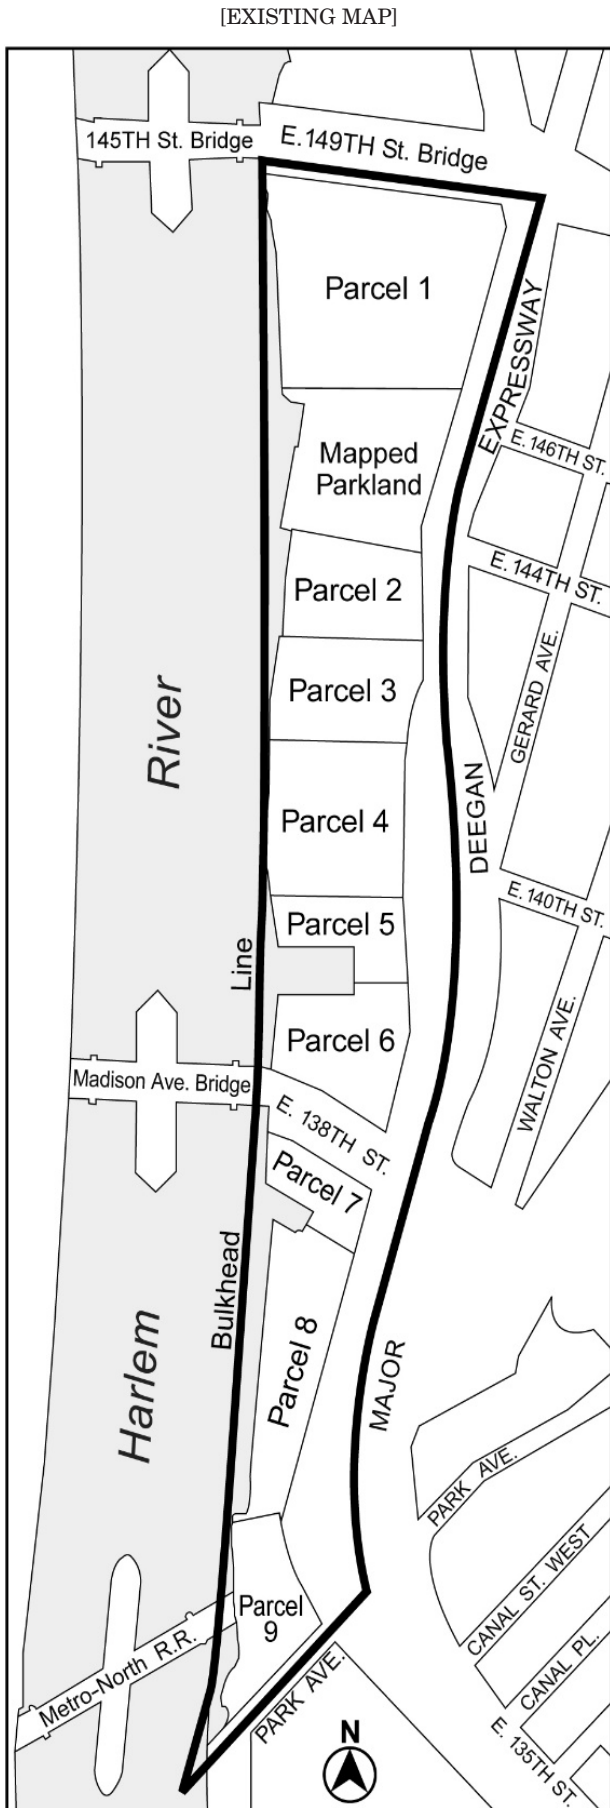 [EXISTING MAP]
145TH St. Bridge
E.149TH St. Bridge
Parcel 1
EXPRESSWAY
Mapped
Parkland
E. 146TH ST.
E. 144TH ST.
Parcel 2
GERARD AVE.
Parcel 3
River
DEEGAN
Parcel 4
E. 140TH ST.
Parcel 5
Line
WALTON AVE.
Parcel 6
Madison Ave. Bridge
E. 138TH ST.
Parcel 7
Bulkhead
Harlem
Parcel 8
MAJOR
PARK AVE.
CANAL ST. WEST
Parcel
9
Metro-North R.R.
PARK AVE.
CANAL PL.
E. 135TH ST.
N